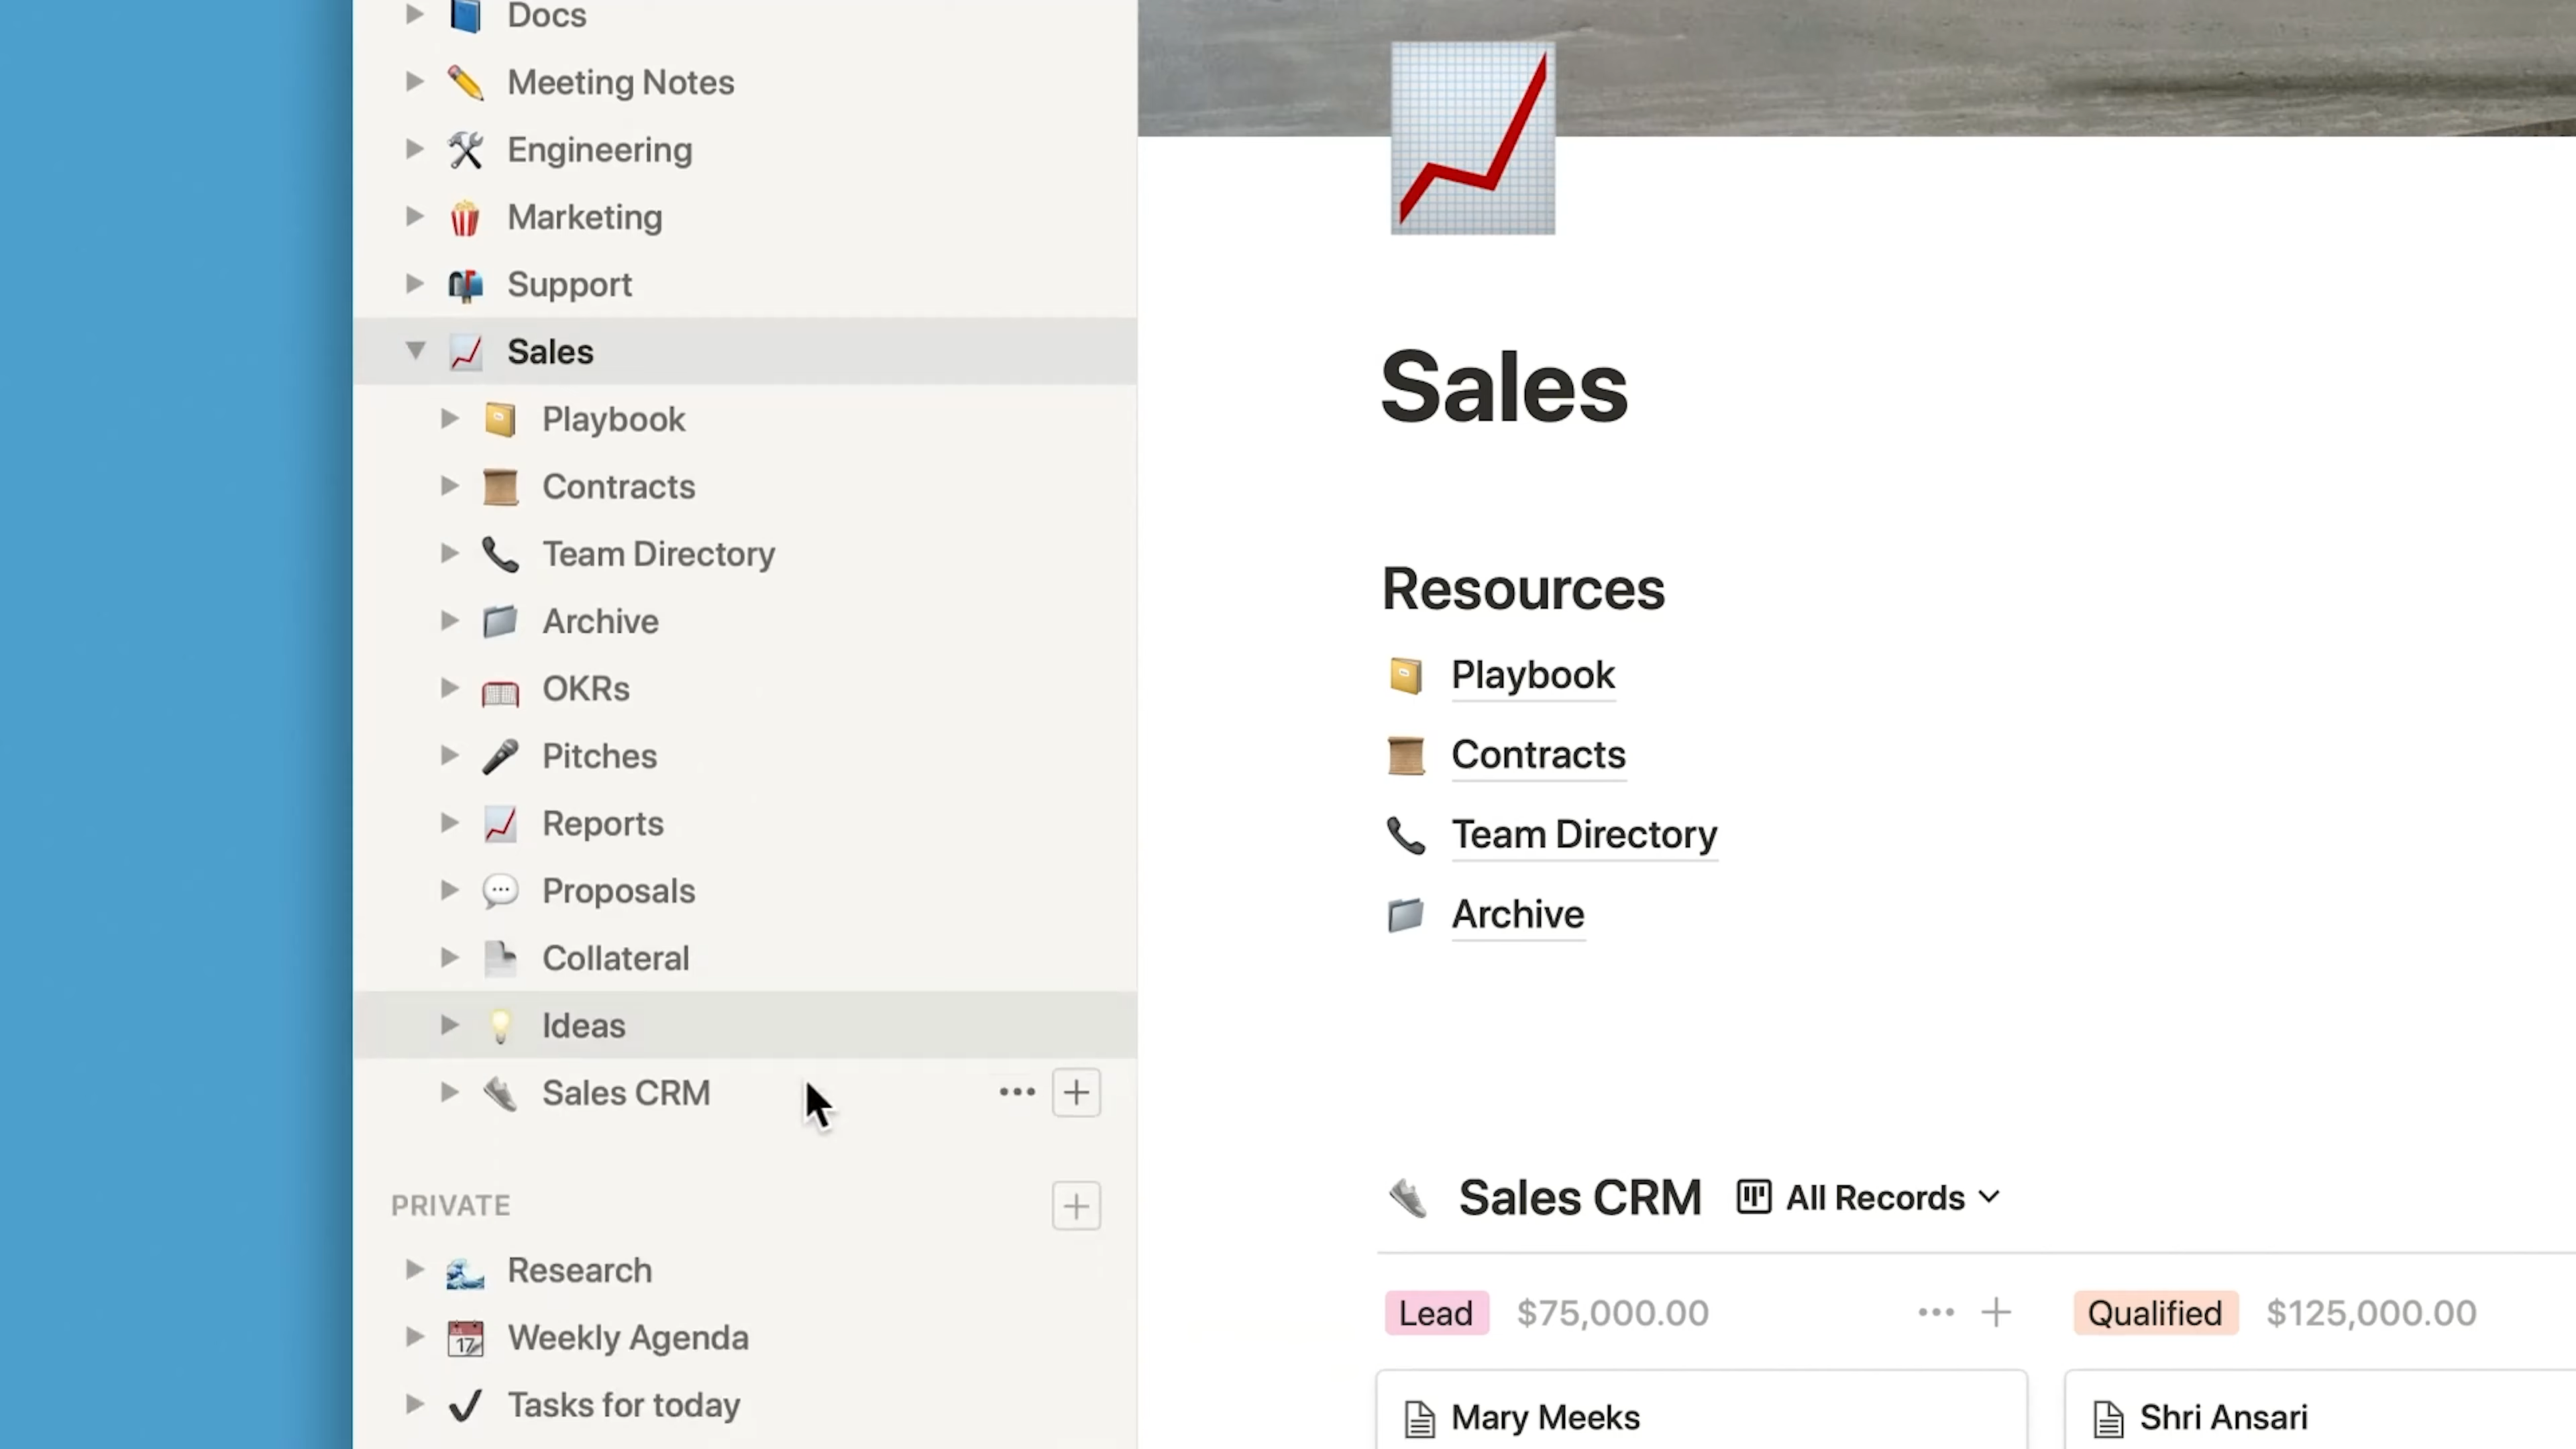 Docs
Meeting Notes
Engineering
Marketing
Support
Sales
Playbook
Contracts
Team Directory
Archive
OKRs
Pitches
Reports
Proposals
Collateral
Ideas
Sales CRM
PRIVATE
Research
17
Weekly Agenda
Tasks for today
Sales
Resources
Playbook
Contracts
Team Directory
Archive
Sales CRM All Records
Lead $75,000.00 Qualified $125,000.00
Mary Meeks Shri Ansari